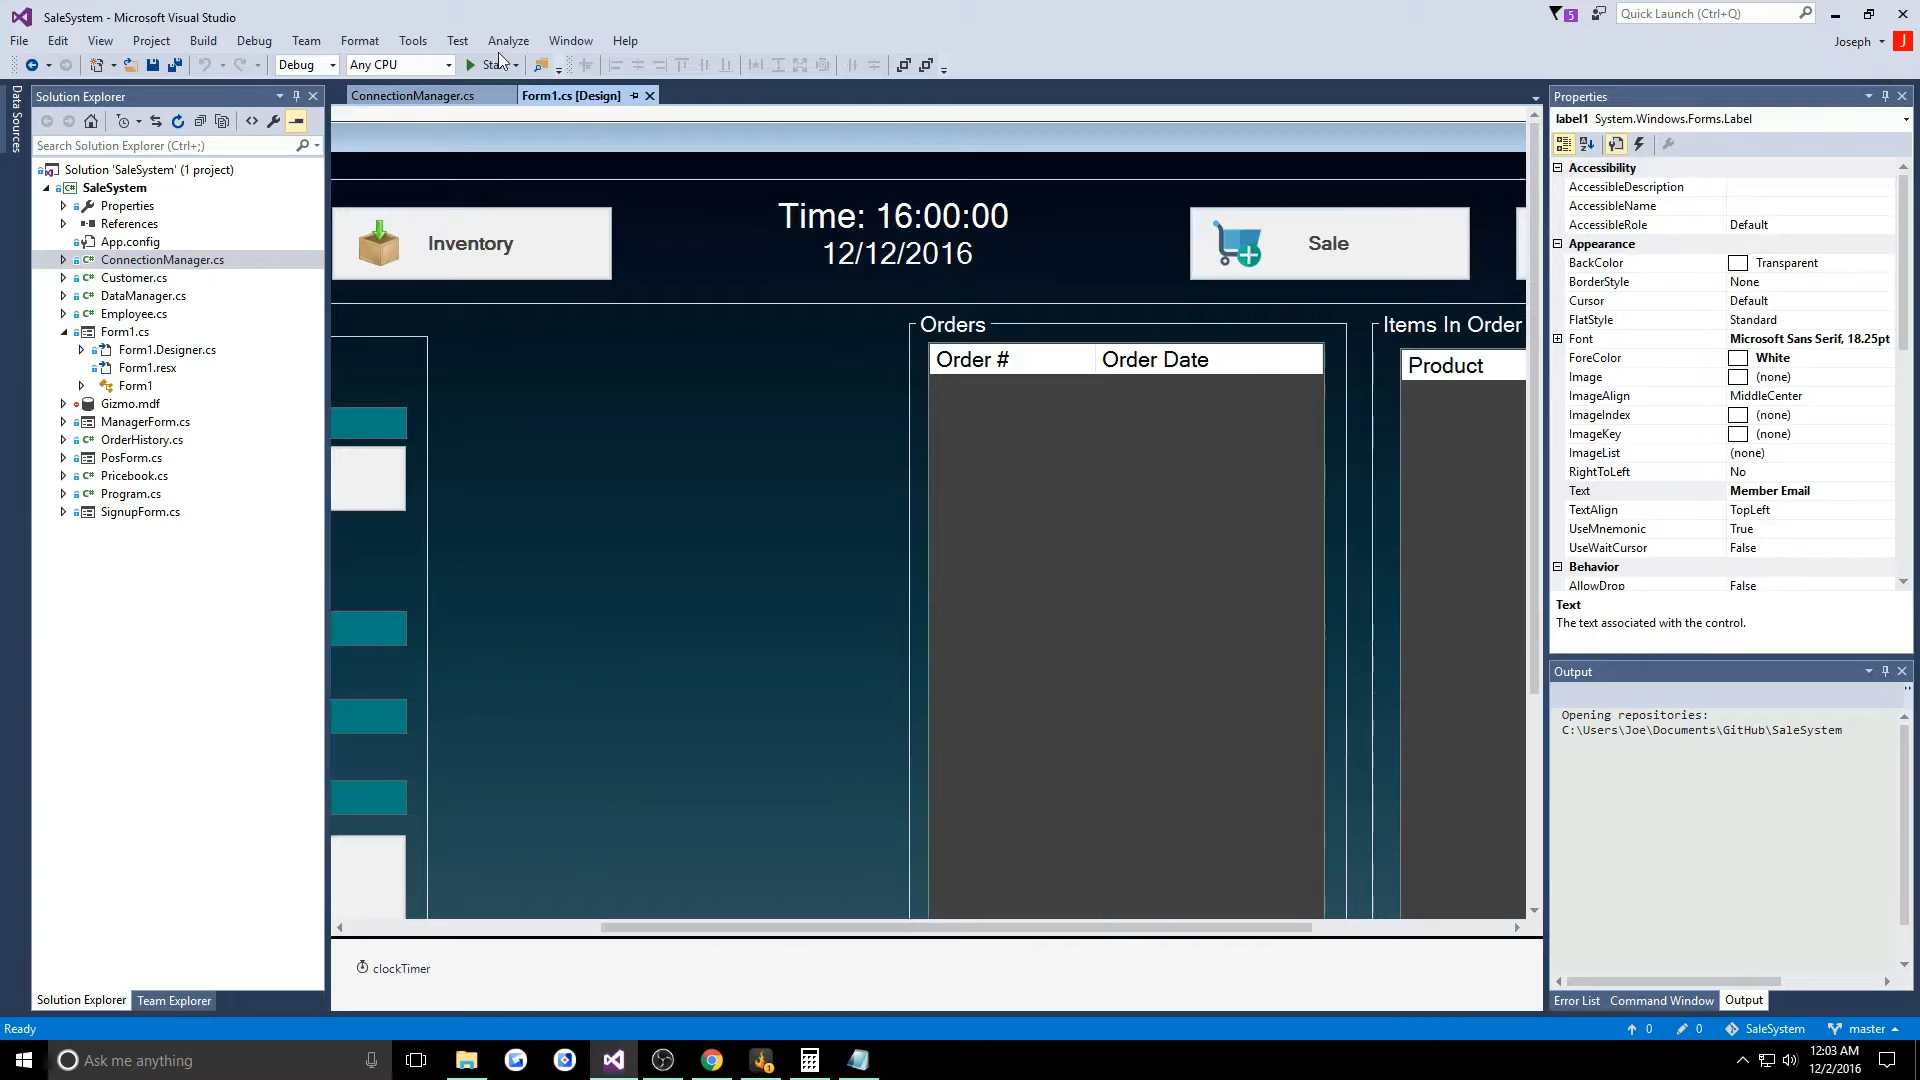 SaleSystem - Microsoft Visual Studio
5
Quick Launch (Ctrl+Q)
File Edit View Project Build Debug Team Format Tools Test Analyze Window Help
Joseph J
Debug Any CPU
Data Sources
Solution Explorer
Search Solution Explorer (Ctrl+;)
Solution 'SaleSystem' (1 project)
SaleSystem
Properties
References
App.config
ConnectionManager.cs
Customer.cs
DataManager.cs
Employee.cs
Form1.cs
Form1.Designer.cs
Form1.resx
Form1
Gizmo.mdf
ManagerForm.cs
OrderHistory.cs
PosForm.cs
Pricebook.cs
Program.cs
SignupForm.cs
Solution Explorer Team Explorer
ConnectionManager.cs Form1.cs [Design]
Inventory
Time: 16:00:00
12/12/2016
Sale
Orders
Order # Order Date
Items In Order
Product
clockTimer
Properties
label1 System.Windows.Forms.Label
Accessibility
AccessibleDescription
AccessibleName
AccessibleRole Default
Appearance
BackColor Transparent
BorderStyle None
Cursor Default
FlatStyle Standard
Font Microsoft Sans Serif, 18.25pt
ForeColor White
Image (none)
ImageAlign MiddleCenter
ImageIndex (none)
ImageKey (none)
ImageList (none)
RightToLeft No
Text Member Email
TextAlign TopLeft
UseMnemonic True
UseWaitCursor False
Behavior
AllowDrop False
Text
The text associated with the control.
Output
Opening repositories:
C:\Users\Joe\Documents\GitHub\SaleSystem
Error List Command Window Output
Ready
0 0 SaleSystem master
Ask me anything
12:03 AM
12/2/2016